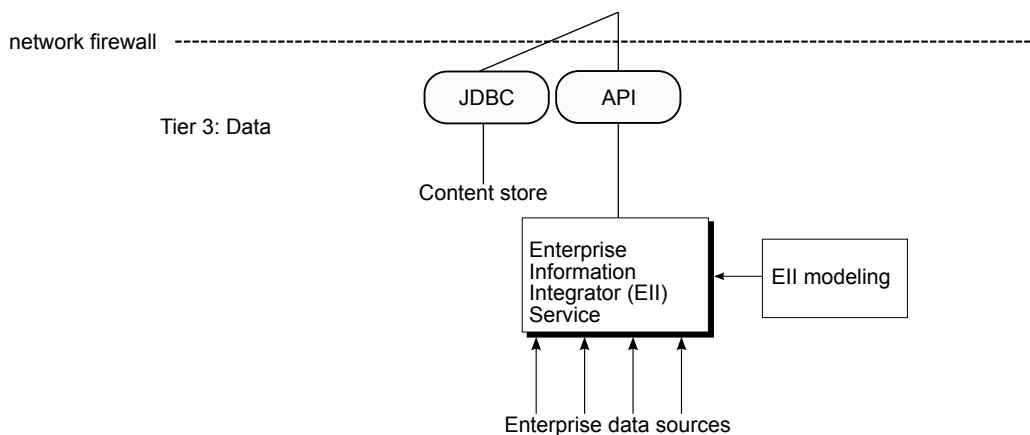 network firewall
JDBC
API
Tier 3: Data
Content store
Enterprise
Information
Integrator (EII)
Service
EII modeling
Enterprise data sources